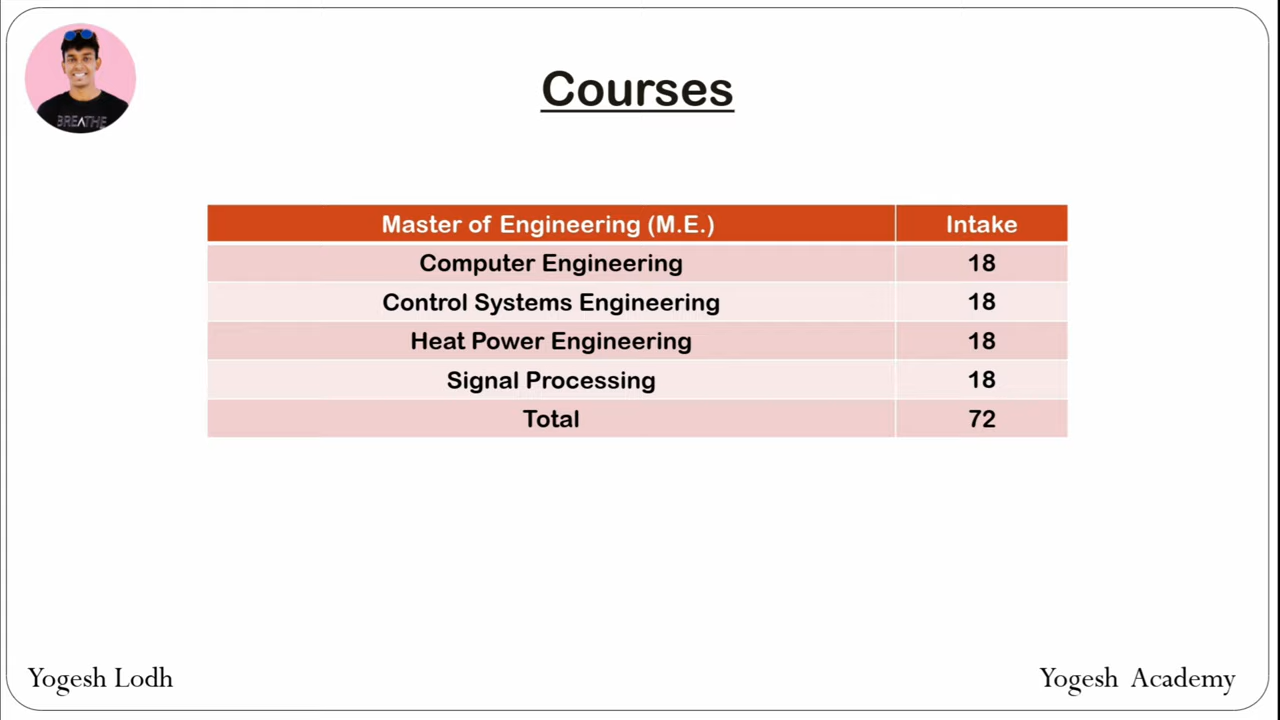 BREATHE
Courses
Master of Engineering (M.E.) Intake
Computer Engineering 18
Control Systems Engineering 18
Heat Power Engineering 18
Signal Processing 18
Total 72
Yogesh Lodh Yogesh Academy